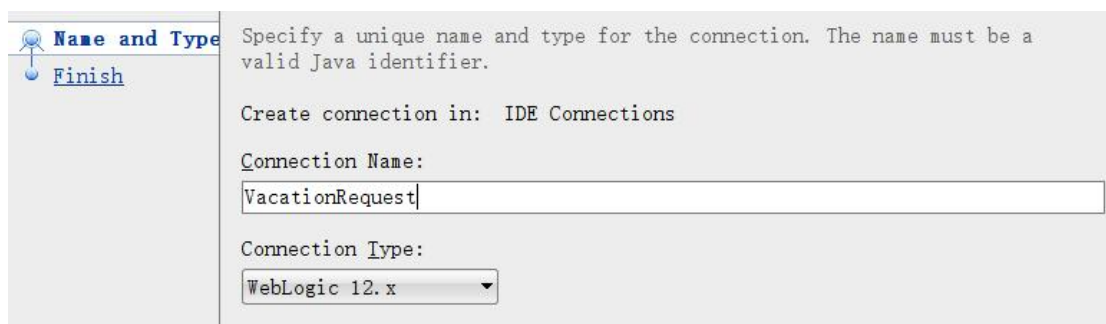 Name and Type
Finish
Specify a unique name and type for the connection. The name must be a
valid Java identifier.
Create connection in: IDE Connections
Connection Name:
VacationRequest
Connection Type:
WebLogic 12.x